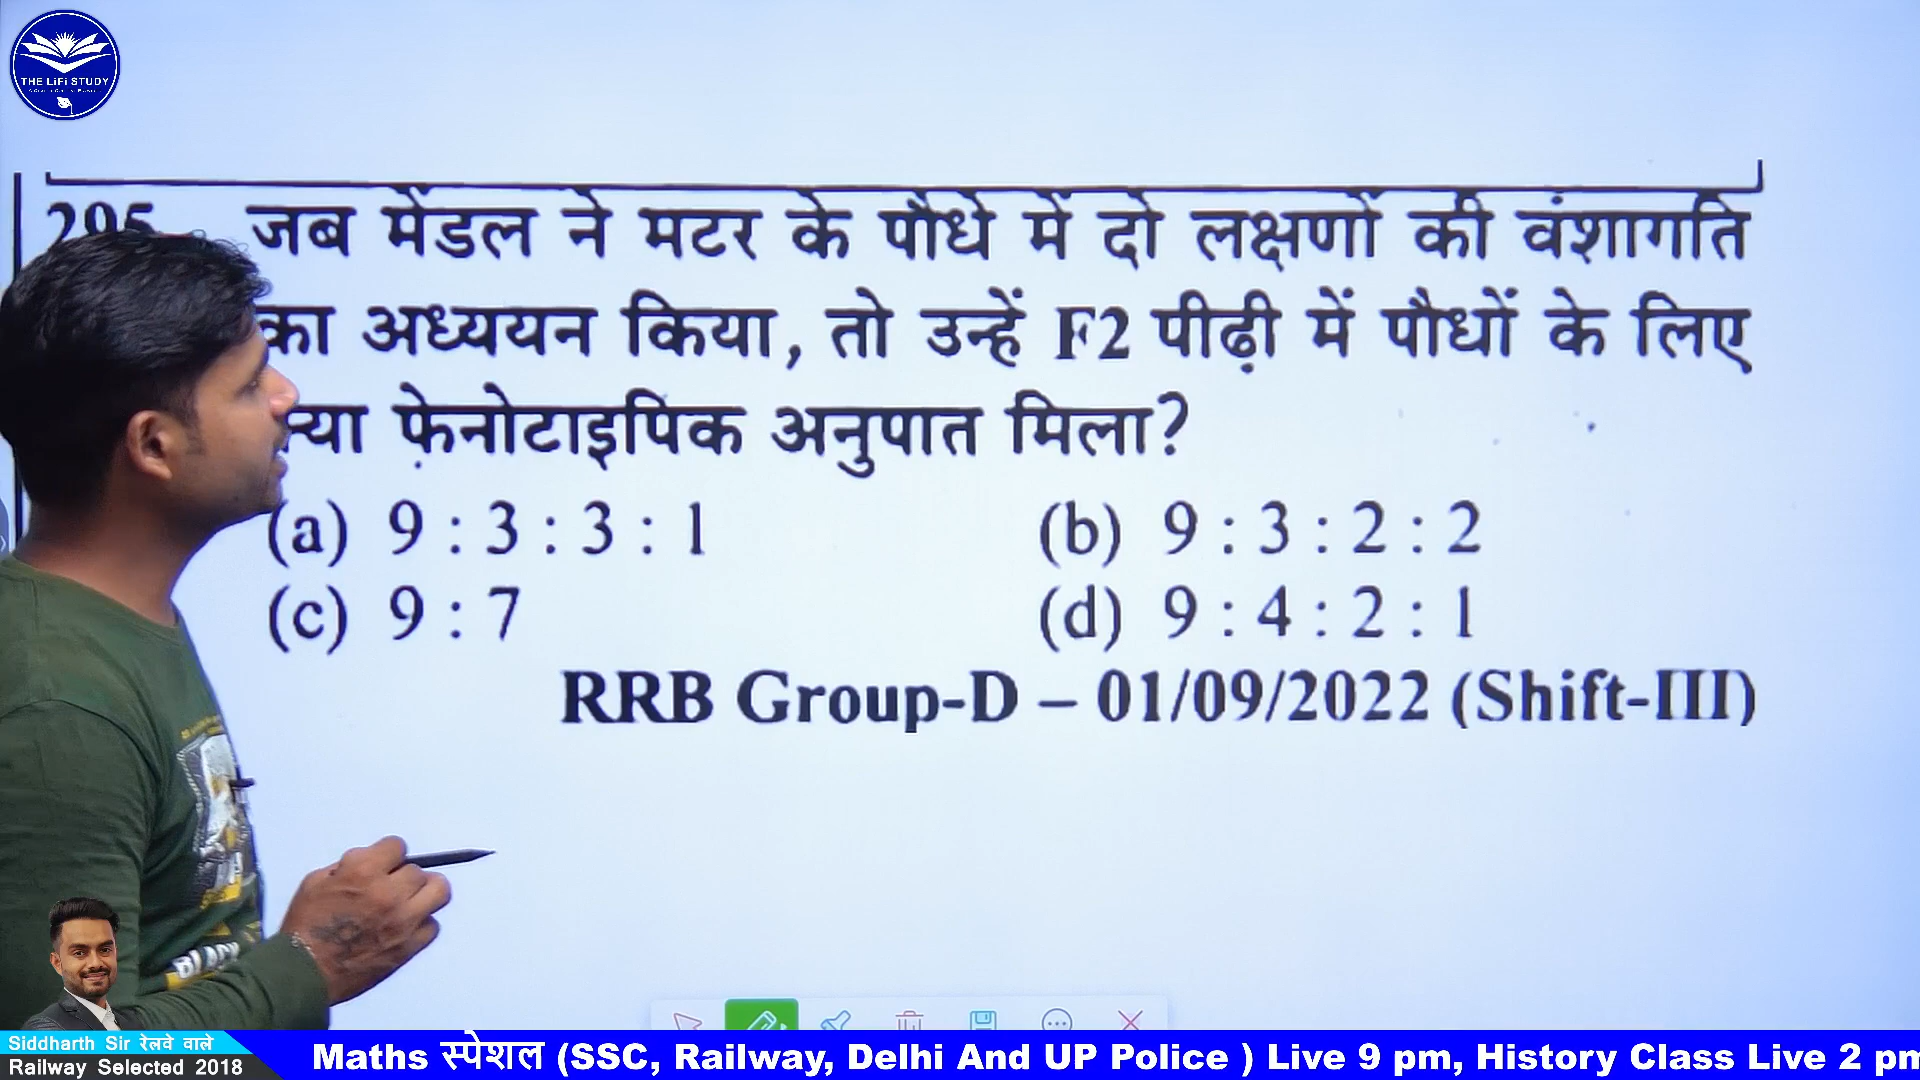 THE LiFi STUDY
295. जब मेंडल ने मटर के पौधे में दो लक्षणों की वंशागति
का अध्ययन किया, तो उन्हें F2 पीढ़ी में पौधों के लिए
क्या फ़ेनोटाइपिक अनुपात मिला?
(a) 9 : 3 : 3 : 1 (b) 9 : 3 : 2 : 2
(c) 9 : 7 (d) 9 : 4 : 2 : 1
RRB Group-D – 01/09/2022 (Shift-III)
Siddharth Sir रेलवे वाले
Railway Selected 2018
Maths स्पेशल (SSC, Railway, Delhi And UP Police ) Live 9 pm, History Class Live 2 pm